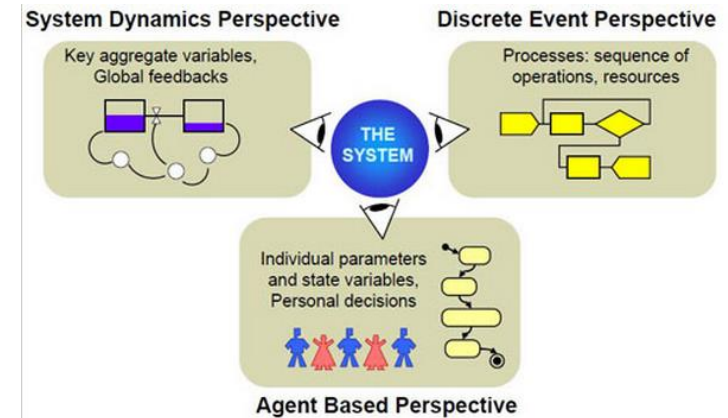 System Dynamics Perspective
Key aggregate variables,
Global feedbacks
Discrete Event Perspective
Processes: sequence of
operations, resources
THE
SYSTEM
Individual parameters
and state variables,
Personal decisions
Agent Based Perspective